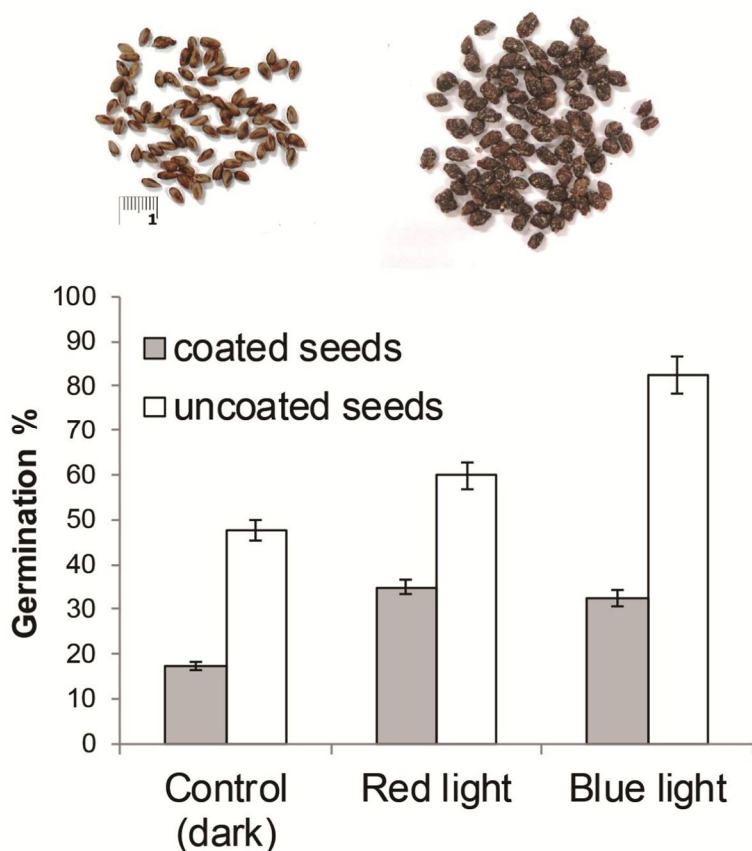 1
100
90
80
70
60
50
40
30
20
10
0
Germination %
coated seeds
uncoated seeds
Control
(dark)
Red light
Blue light